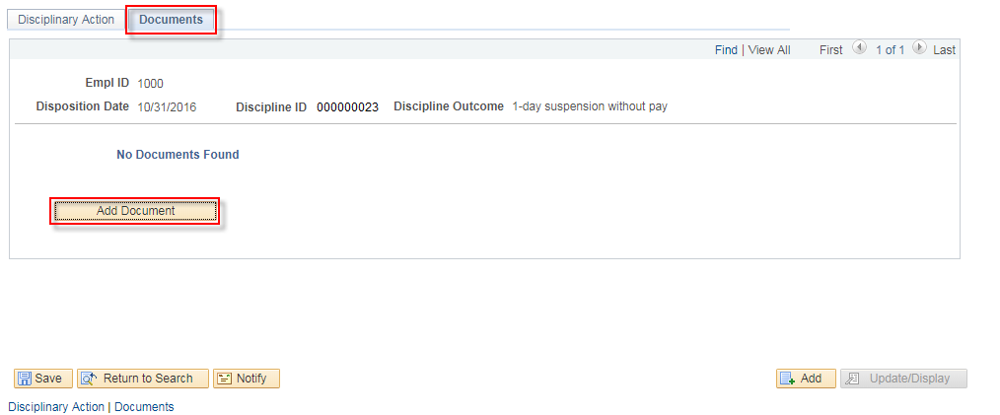 Disciplinary Action Documents
Find | View All First 1 of 1 Last
Empl ID 1000
Disposition Date 10/31/2016 Discipline ID 000000023 Discipline Outcome 1-day suspension without pay
No Documents Found
Add Document
Save Return to Search Notify Add Update/Display
Disciplinary Action | Documents